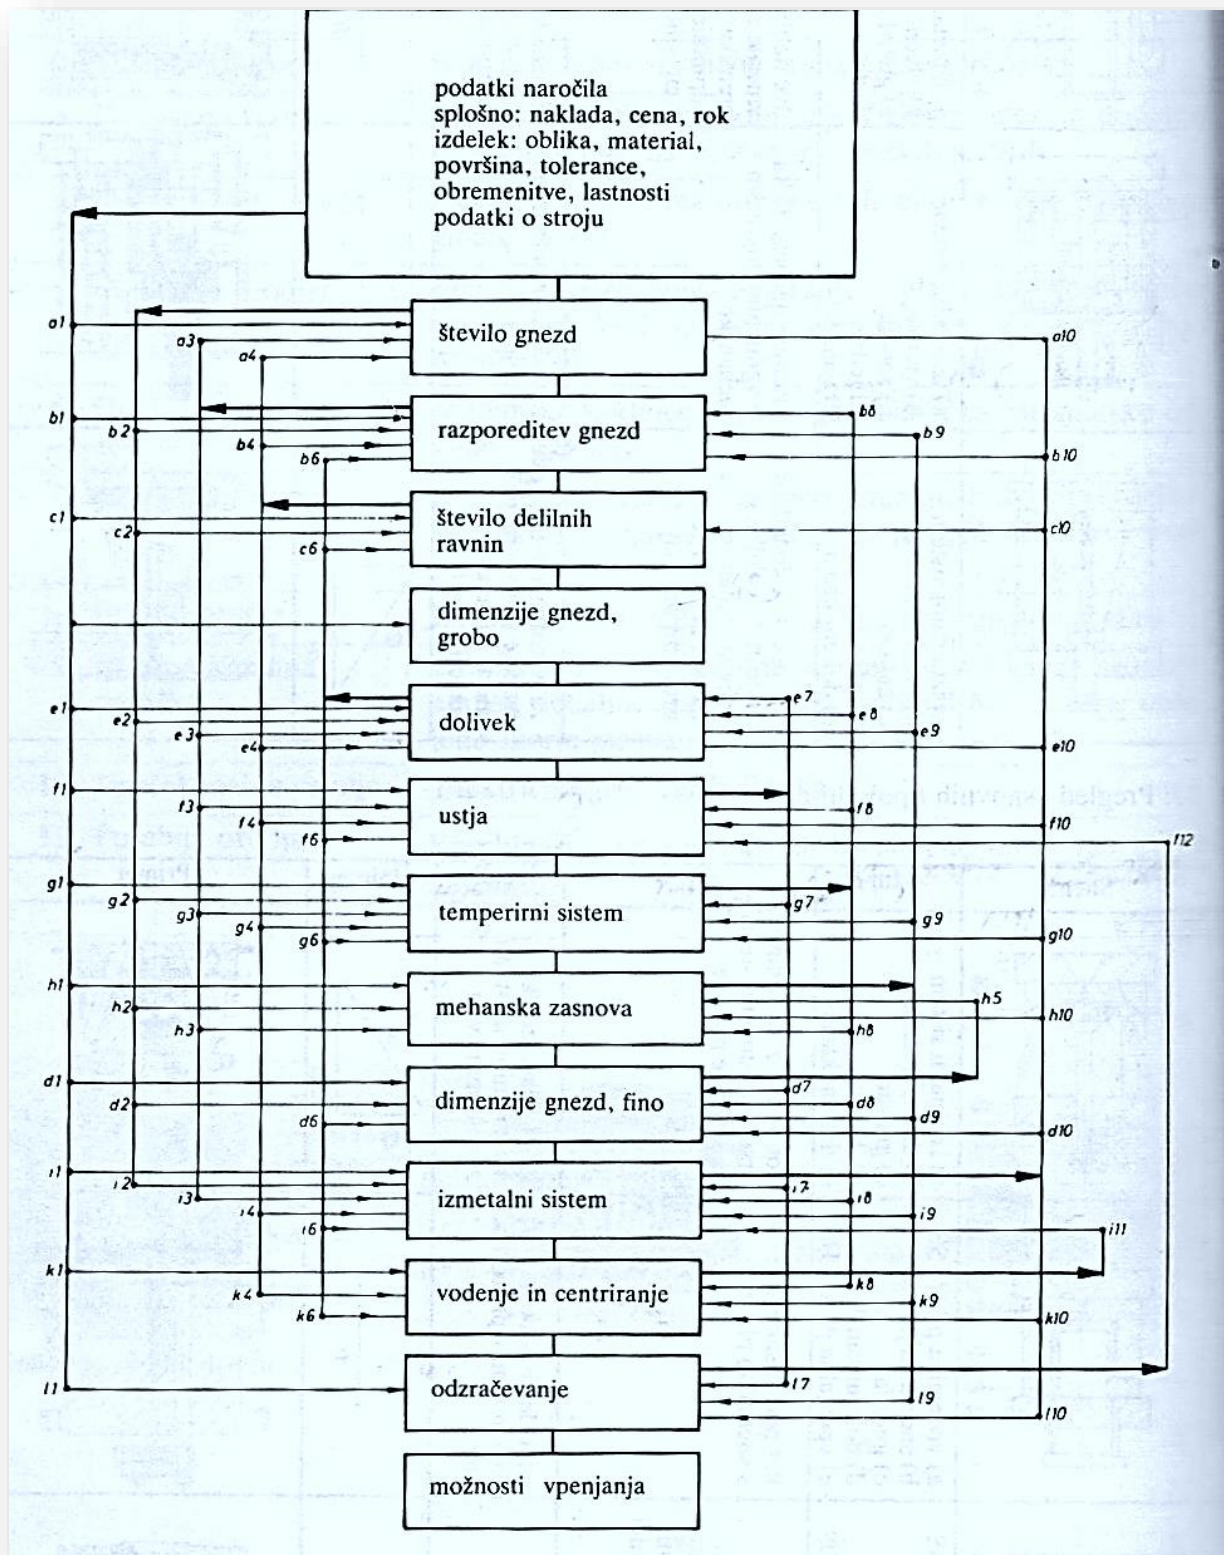 podatki naročila
splošno: naklada, cena, rok
izdelek: oblika, material,
površina, tolerance,
obremenitve, lastnosti
podatki o stroju
a1
a3
a4
število gnezd
a10
b1
b2
b4
b6
razporeditev gnezd
b8
b9
b10
c1
c2
c6
število delilnih
ravnin
c10
dimenzije gnezd,
grobo
e1
e2
e3
e4
dolivek
e7
e8
e9
e10
f1
f3
f4
f6
ustja
f8
f10
f12
g1
g2
g3
g4
g6
temperirni sistem
g7
g9
g10
h1
h2
h3
mehanska zasnova
h5
h10
h8
d1
d2
d6
dimenzije gnezd, fino
d7
d8
d9
d10
i1
i2
i3
i4
i6
izmetalni sistem
i7
i8
i9
i11
k1
k4
k6
vodenje in centriranje
k8
k9
k10
l1
odzračevanje
l7
l9
l10
možnosti vpenjanja